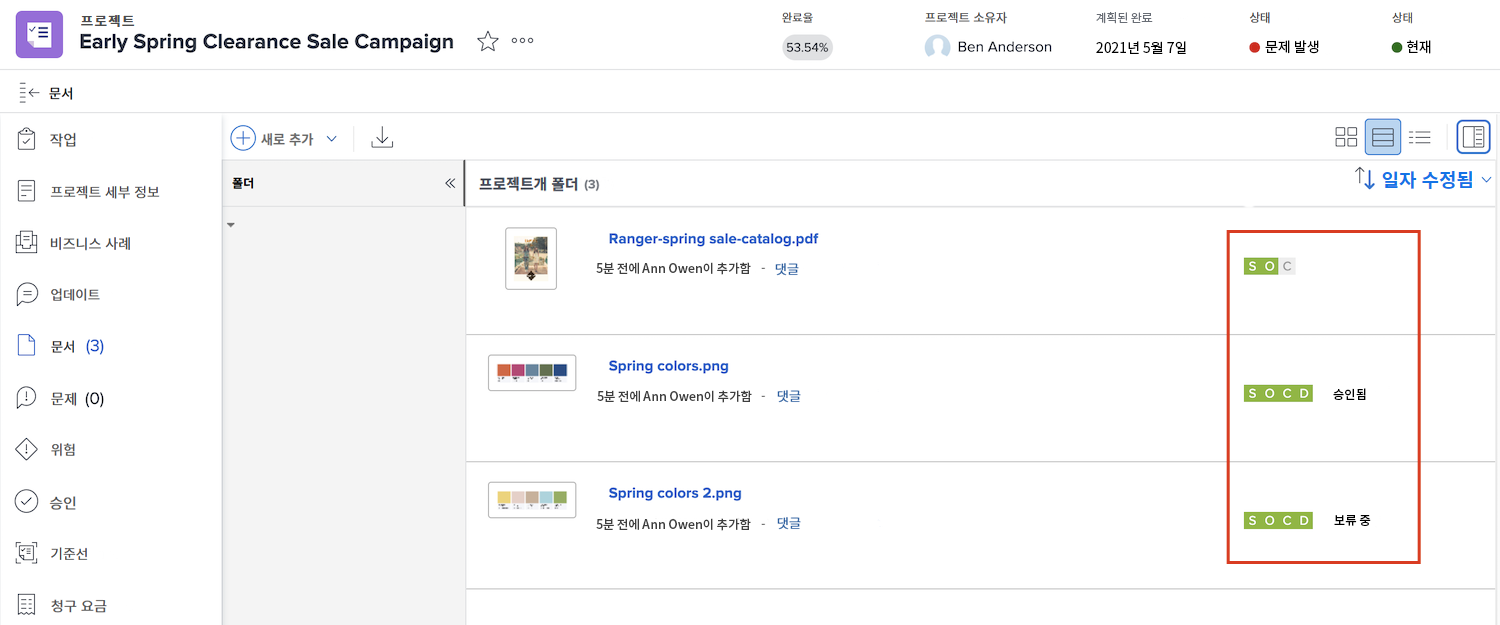 프로젝트
Early Spring Clearance Sale Campaign
완료율
53.54%
프로젝트 소유자
Ben Anderson
계획된 완료
2021년 5월 7일
상태
문제 발생
상태
현재
문서
작업
프로젝트 세부 정보
비즈니스 사례
업데이트
문서 (3)
문제 (0)
위험
승인
기준선
청구 요금
새로 추가
폴더
프로젝트개 폴더 (3)
일자 수정됨
Ranger-spring sale-catalog.pdf
5분 전에 Ann Owen이 추가함 - 댓글
S O C
Spring colors.png
5분 전에 Ann Owen이 추가함 - 댓글
S O C D 승인됨
Spring colors 2.png
5분 전에 Ann Owen이 추가함 - 댓글
S O C D 보류 중